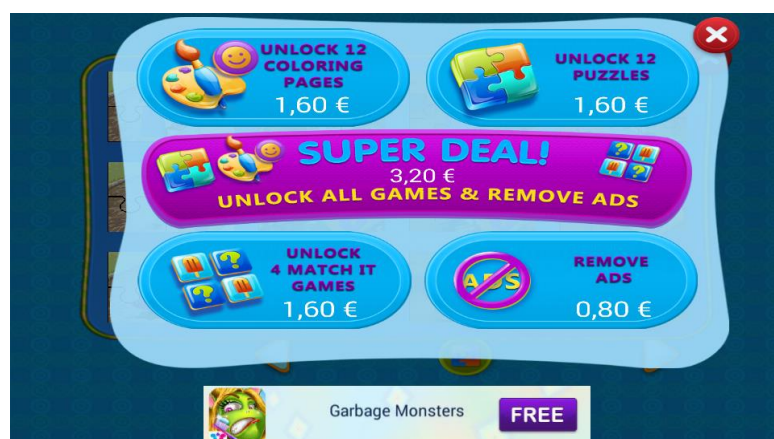 UNLOCK 12
COLORING
PAGES
1,60 €
UNLOCK 12
PUZZLES
1,60 €
SUPER DEAL!
3,20 €
UNLOCK ALL GAMES & REMOVE ADS
UNLOCK
4 MATCH IT
GAMES
1,60 €
ADS
REMOVE
ADS
0,80 €
Garbage Monsters
FREE